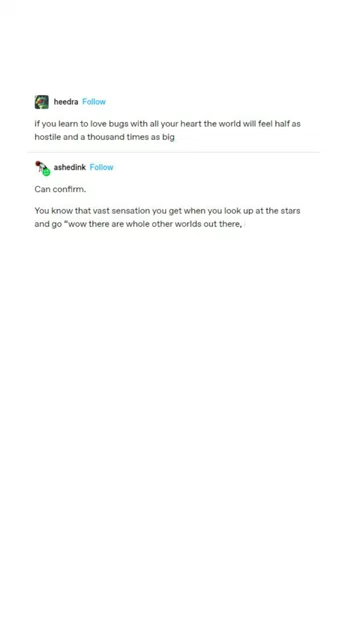 heedra Follow
if you learn to love bugs with all your heart the world will feel half as
hostile and a thousand times as big
ashedink Follow
Can confirm.
You know that vast sensation you get when you look up at the stars
and go “wow there are whole other worlds out there,